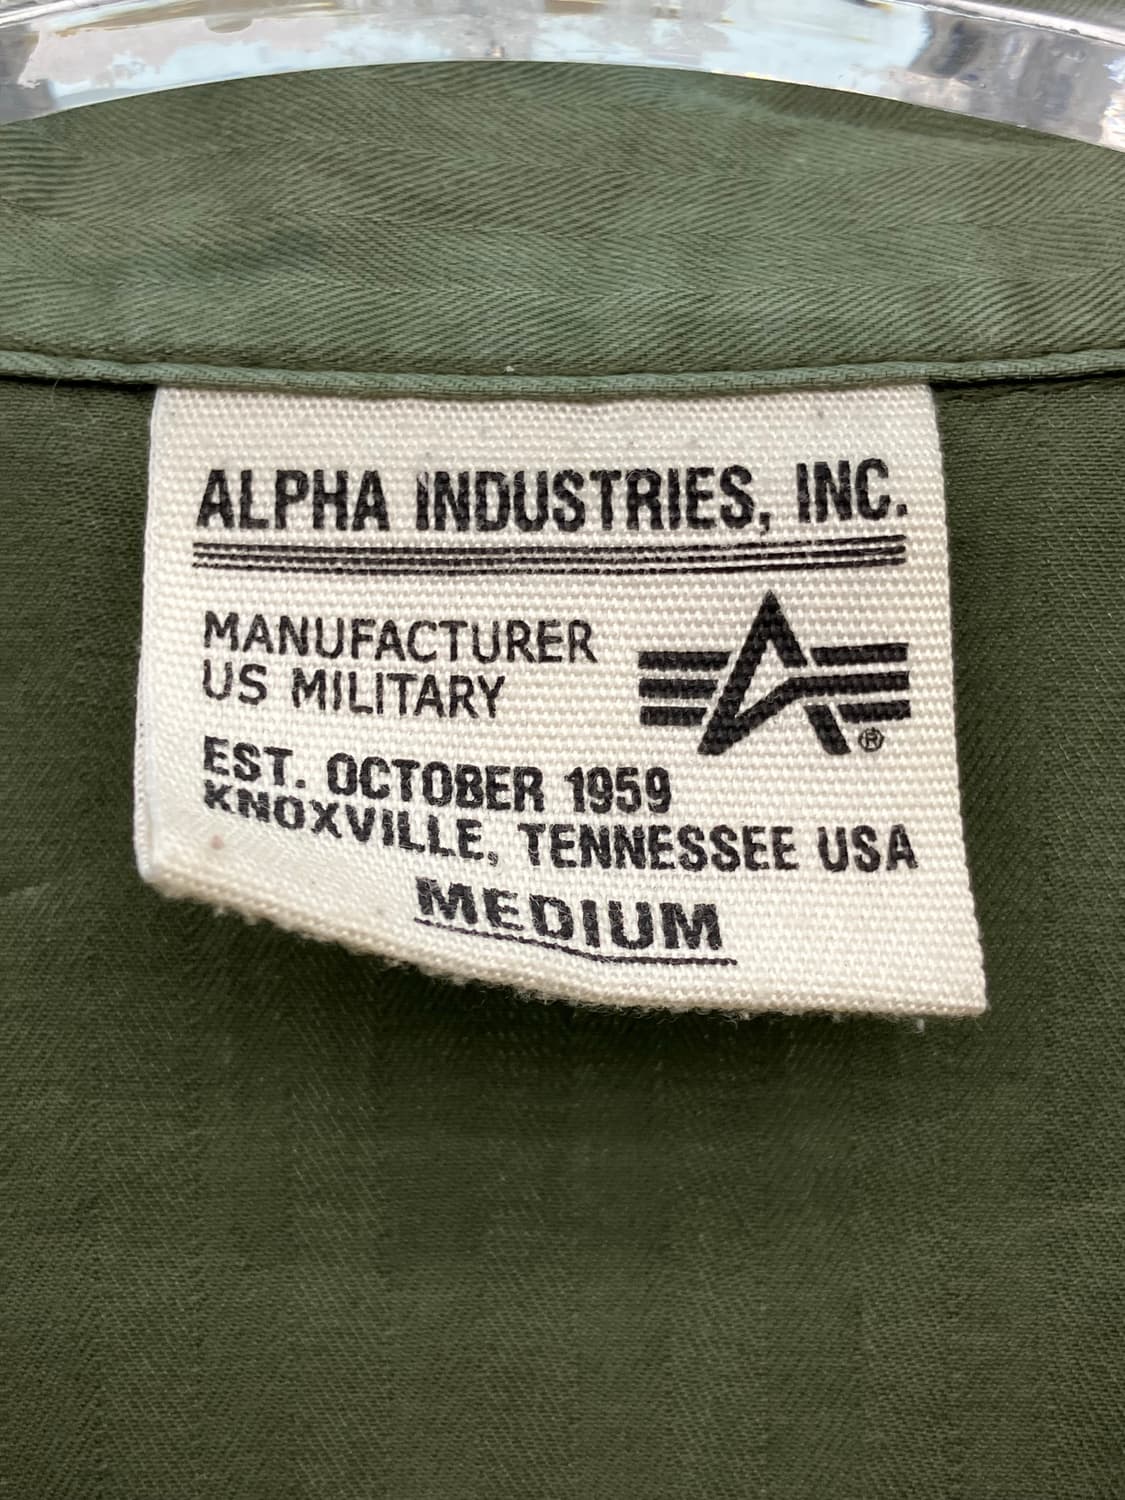 ALPHA INDUSTRIES, INC.
MANUFACTURER
US MILITARY
®
EST. OCTOBER 1959
KNOXVILLE, TENNESSEE USA
MEDIUM